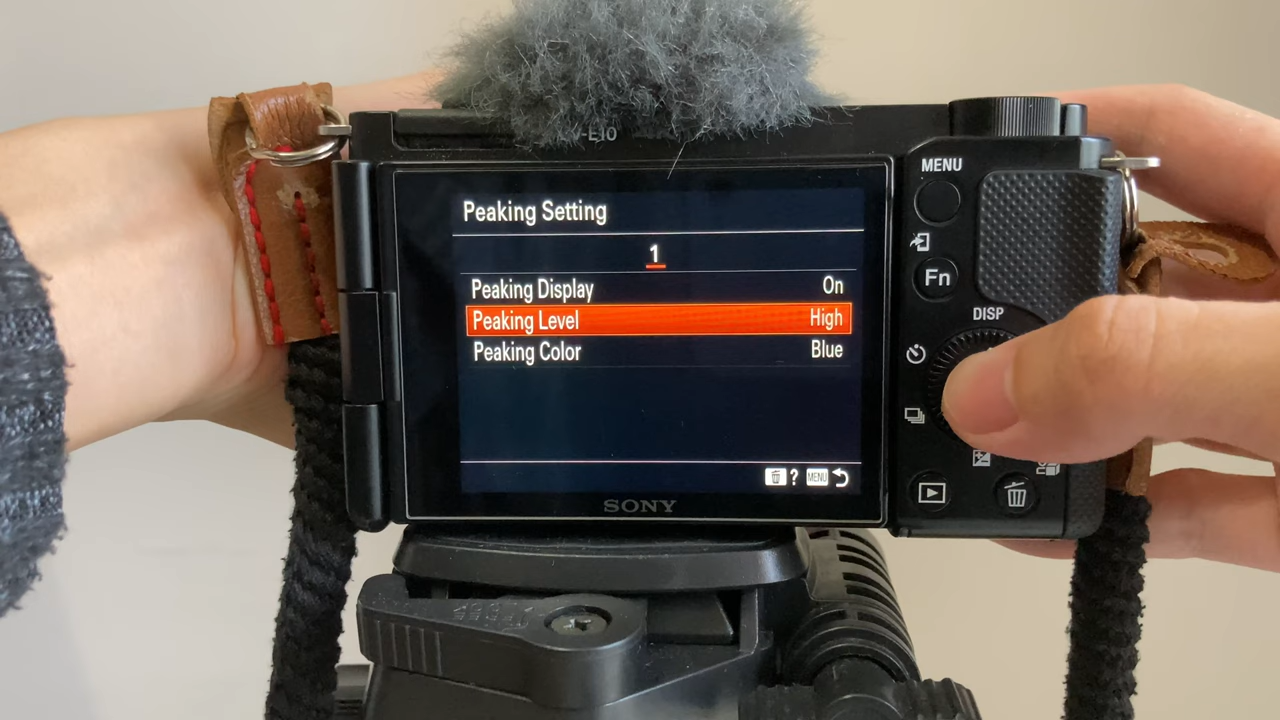 V-E10
MENU
Peaking Setting
1
Fn
Peaking Display On
DISP
Peaking Level High
Peaking Color Blue
? MENU
SONY